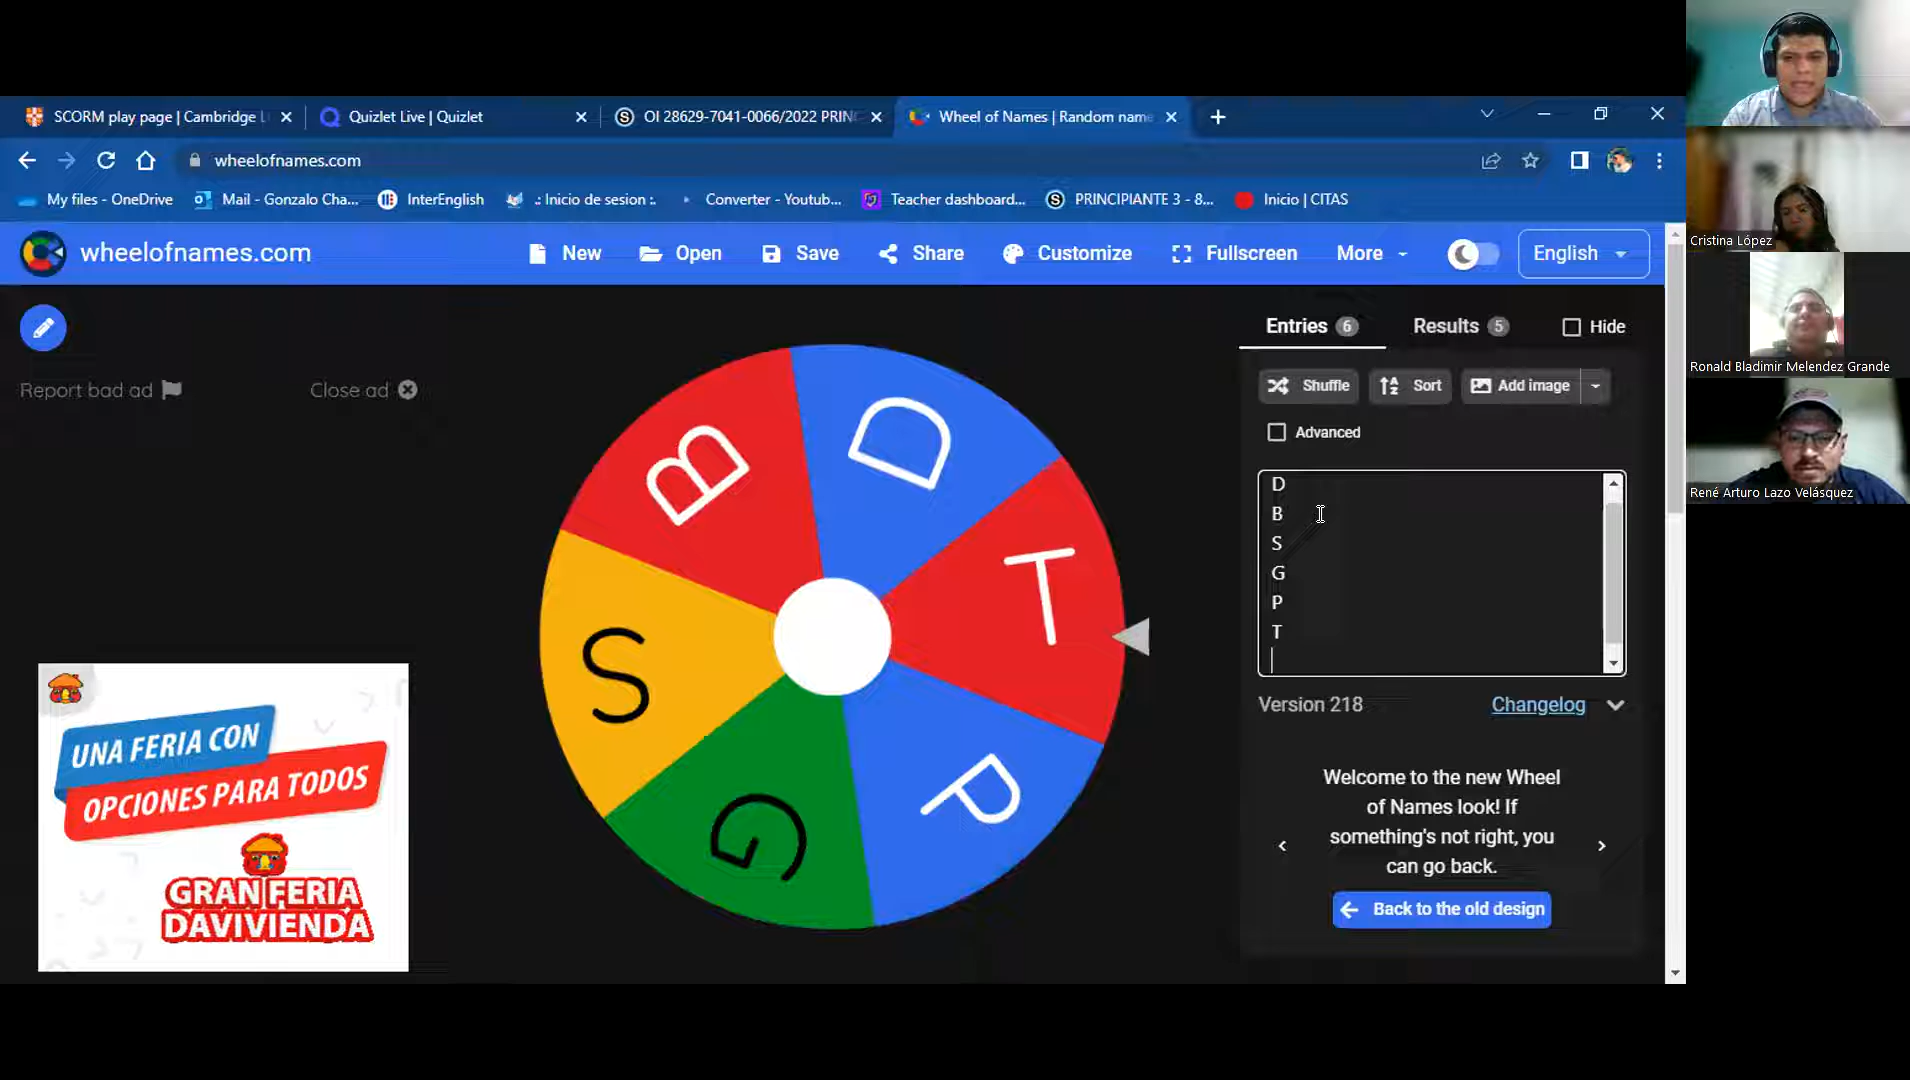 SCORM play page | Cambridge L
Quizlet Live | Quizlet
OI 28629-7041-0066/2022 PRIN
Wheel of Names | Random name
wheelofnames.com
My files - OneDrive
Mail - Gonzalo Cha...
InterEnglish
.: Inicio de sesion :.
Converter - Youtub...
Teacher dashboard...
PRINCIPIANTE 3 - 8...
Inicio | CITAS
wheelofnames.com
New
Open
Save
Share
Customize
Fullscreen
More
English
Report bad ad
Close ad
Entries 6
Results 5
Hide
Shuffle
Sort
Add image
Advanced
D
B
S
G
P
T
B
D
T
P
G
S
Version 218
Changelog
Welcome to the new Wheel
of Names look! If
something's not right, you
can go back.
Back to the old design
UNA FERIA CON
OPCIONES PARA TODOS
GRAN FERIA
DAVIVIENDA
Cristina López
Ronald Bladimir Melendez Grande
René Arturo Lazo Velásquez